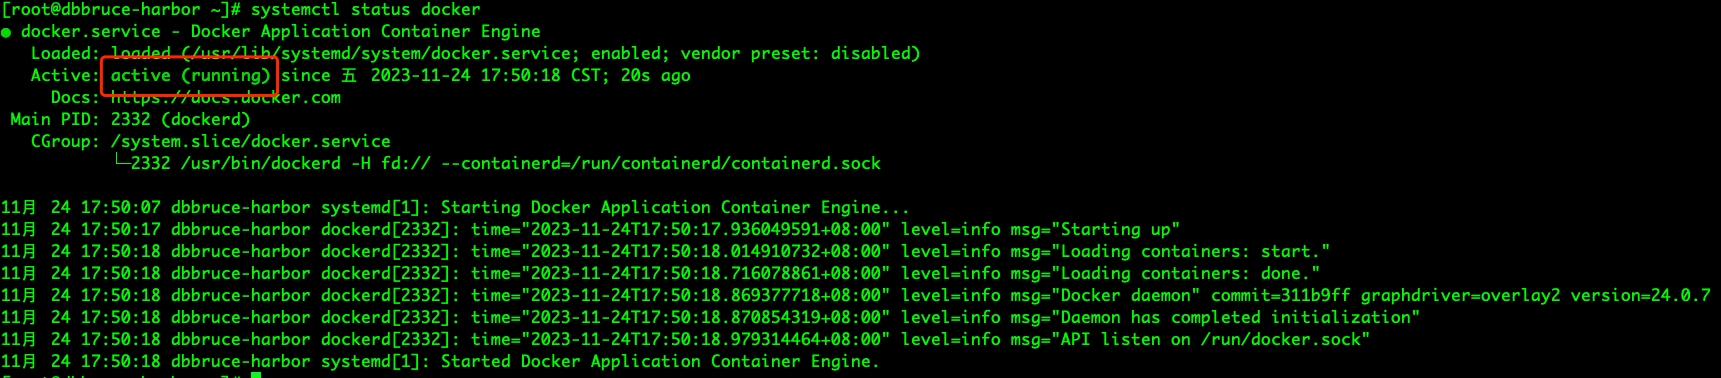 [root@dbbruce-harbor ~]# systemctl status docker
● docker.service - Docker Application Container Engine
Loaded: loaded (/usr/lib/systemd/system/docker.service; enabled; vendor preset: disabled)
Active: active (running) since 五 2023-11-24 17:50:18 CST; 20s ago
Docs: https://docs.docker.com
Main PID: 2332 (dockerd)
CGroup: /system.slice/docker.service
└─2332 /usr/bin/dockerd -H fd:// --containerd=/run/containerd/containerd.sock
11月 24 17:50:07 dbbruce-harbor systemd[1]: Starting Docker Application Container Engine...
11月 24 17:50:17 dbbruce-harbor dockerd[2332]: time="2023-11-24T17:50:17.936049591+08:00" level=info msg="Starting up"
11月 24 17:50:18 dbbruce-harbor dockerd[2332]: time="2023-11-24T17:50:18.014910732+08:00" level=info msg="Loading containers: start."
11月 24 17:50:18 dbbruce-harbor dockerd[2332]: time="2023-11-24T17:50:18.716078861+08:00" level=info msg="Loading containers: done."
11月 24 17:50:18 dbbruce-harbor dockerd[2332]: time="2023-11-24T17:50:18.869377718+08:00" level=info msg="Docker daemon" commit=311b9ff graphdriver=overlay2 version=24.0.7
11月 24 17:50:18 dbbruce-harbor dockerd[2332]: time="2023-11-24T17:50:18.870854319+08:00" level=info msg="Daemon has completed initialization"
11月 24 17:50:18 dbbruce-harbor dockerd[2332]: time="2023-11-24T17:50:18.979314464+08:00" level=info msg="API listen on /run/docker.sock"
11月 24 17:50:18 dbbruce-harbor systemd[1]: Started Docker Application Container Engine.